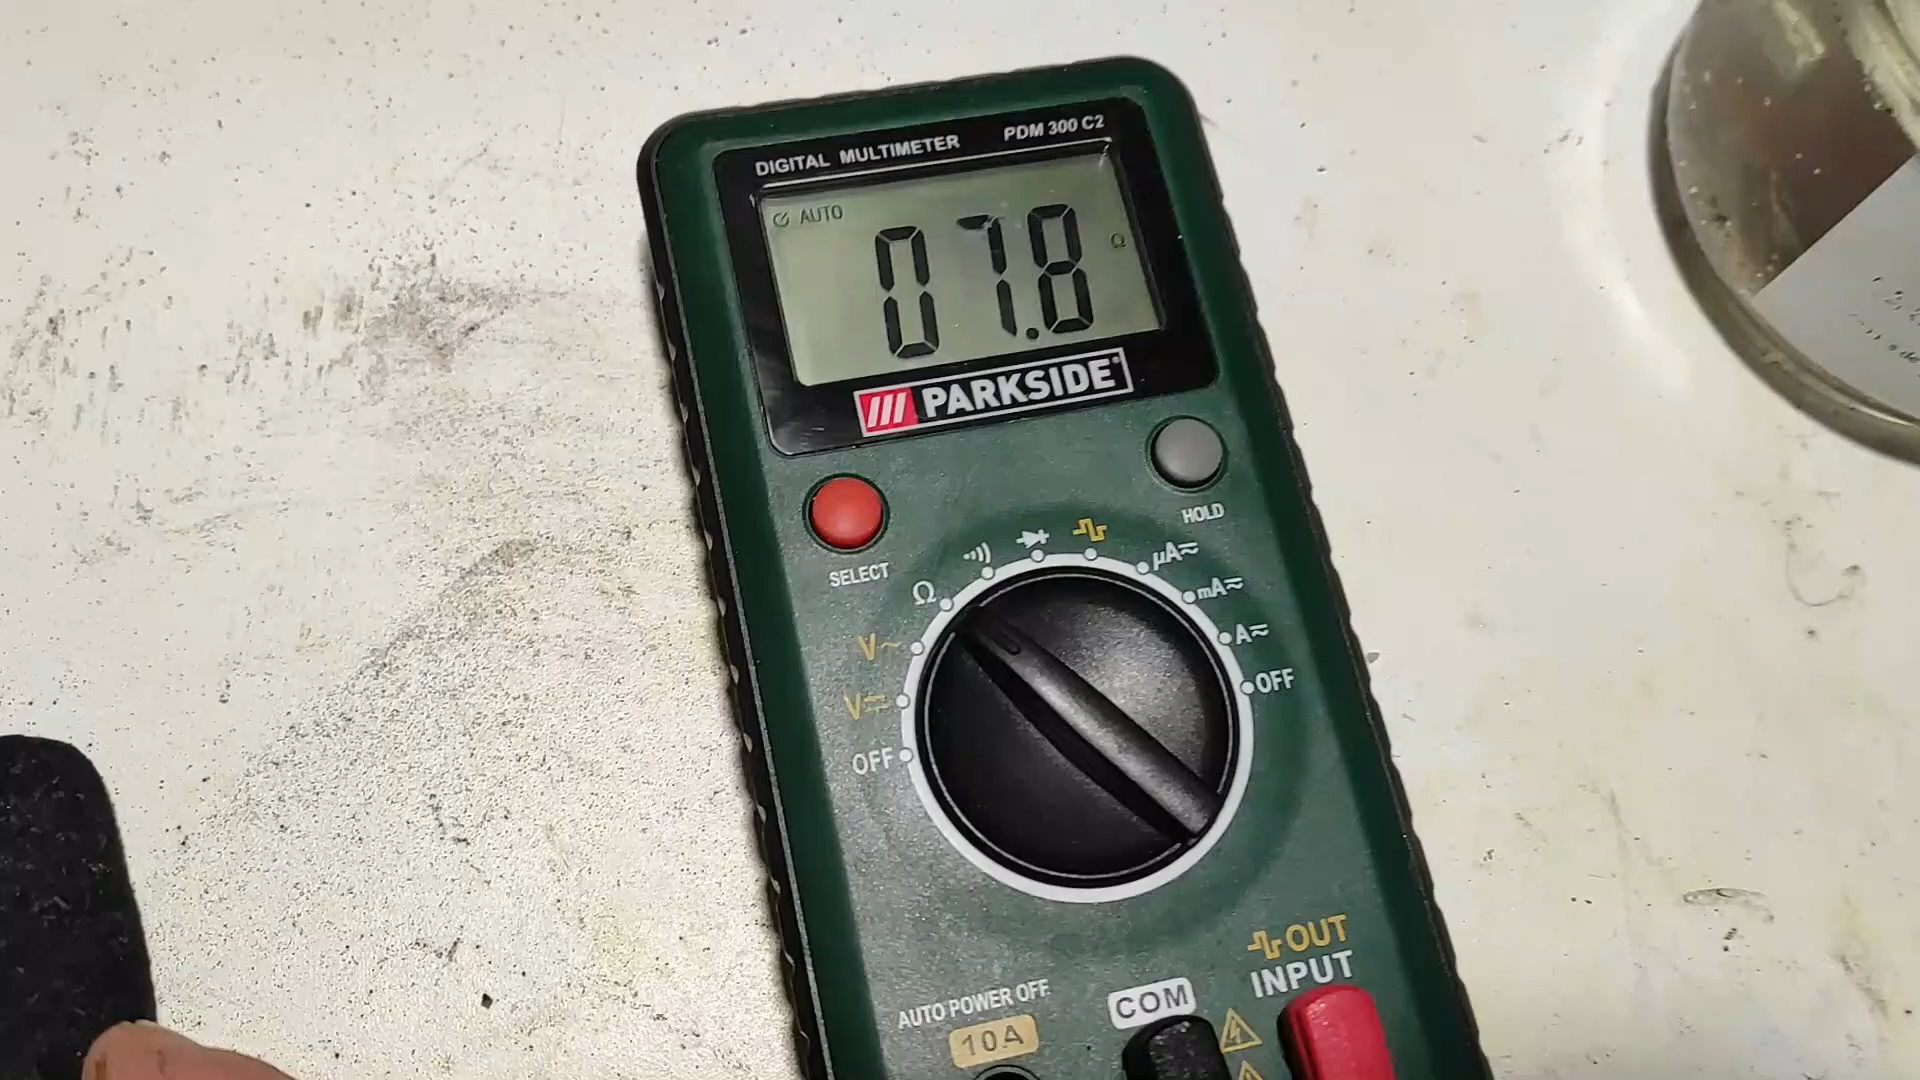 DIGITAL MULTIMETER PDM 300 C2
AUTO
07.8 Ω
PARKSIDE
HOLD
SELECT
Ω
µA
mA
V~ A
V OFF
OFF
OUT
INPUT
AUTO POWER OFF COM
10A